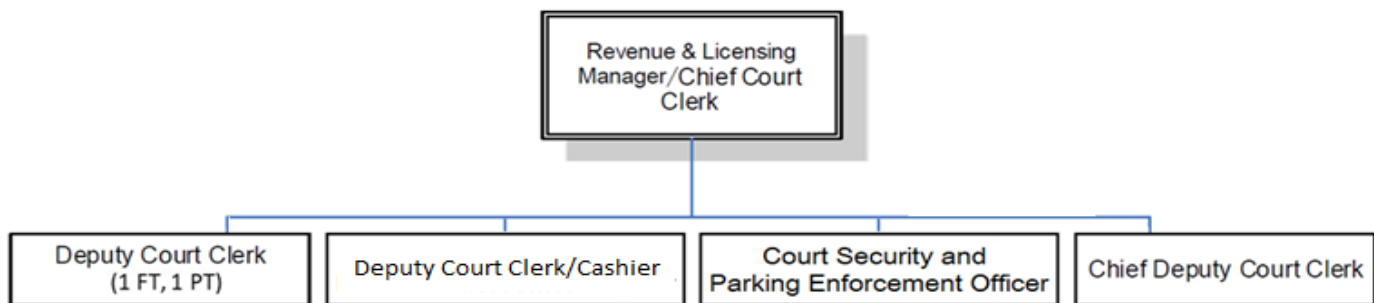 Revenue & Licensing
Manager/Chief Court
Clerk
Deputy Court Clerk
(1 FT, 1 PT)
Deputy Court Clerk/Cashier
Court Security and
Parking Enforcement Officer
Chief Deputy Court Clerk